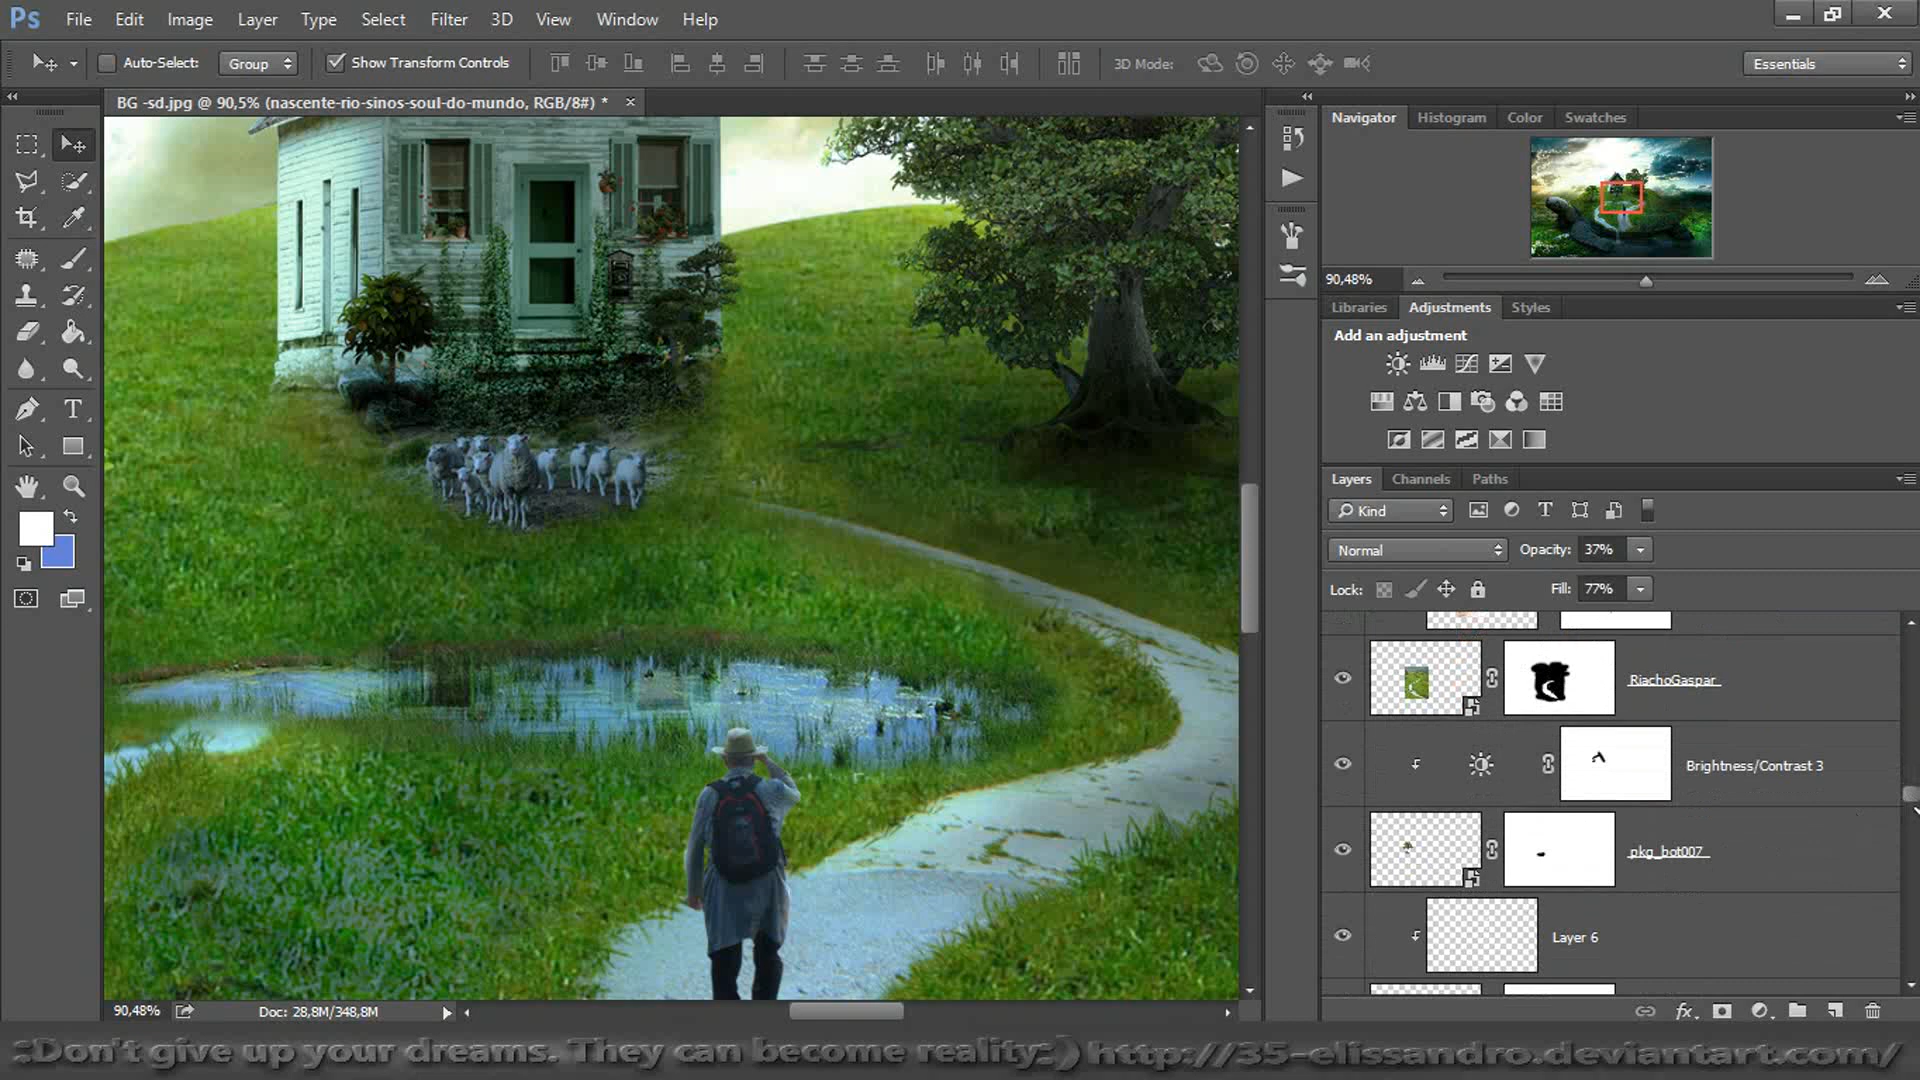 Ps File Edit Image Layer Type Select Filter 3D View Window Help
Auto-Select: Group Show Transform Controls 3D Mode: Essentials
BG -sd.jpg @ 90,5% (nascente-rio-sinos-soul-do-mundo, RGB/8#) * ×
Navigator Histogram Color Swatches
90,48%
Libraries Adjustments Styles
Add an adjustment
Layers Channels Paths
Kind
Normal Opacity: 37%
Lock: Fill: 77%
RiachoGaspar
Brightness/Contrast 3
pkg_bot007
Layer 6
90,48% Doc: 28,8M/348,8M
::Don't give up your dreams. They can become reality::) http://35-elissandro.deviantart.com/